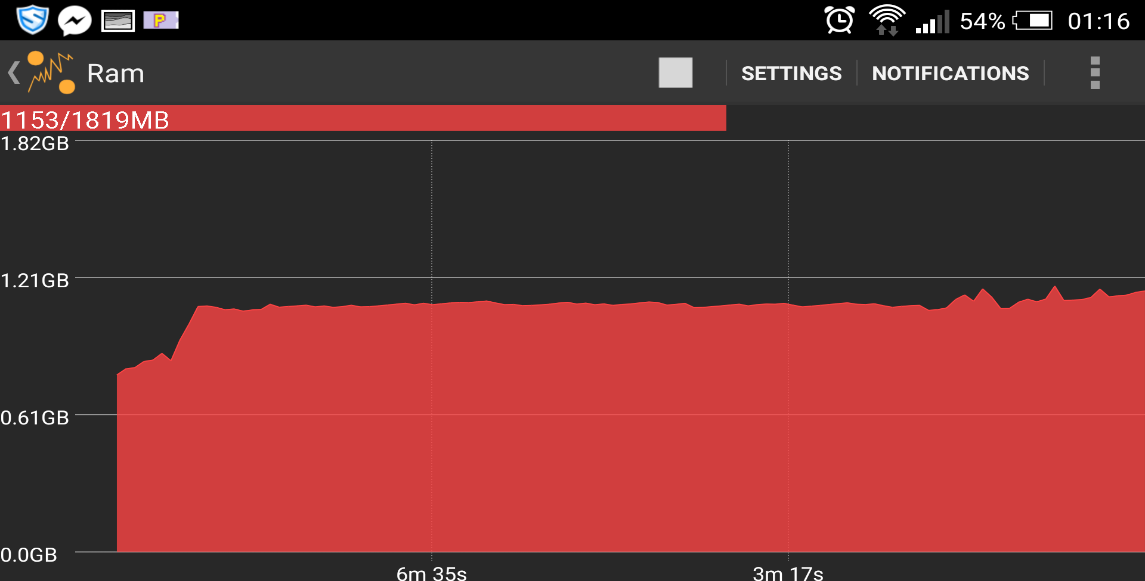 P
54% 01:16
Ram SETTINGS NOTIFICATIONS
1153/1819MB
1.82GB
1.21GB
0.61GB
0.0GB
6m 35s 3m 17s